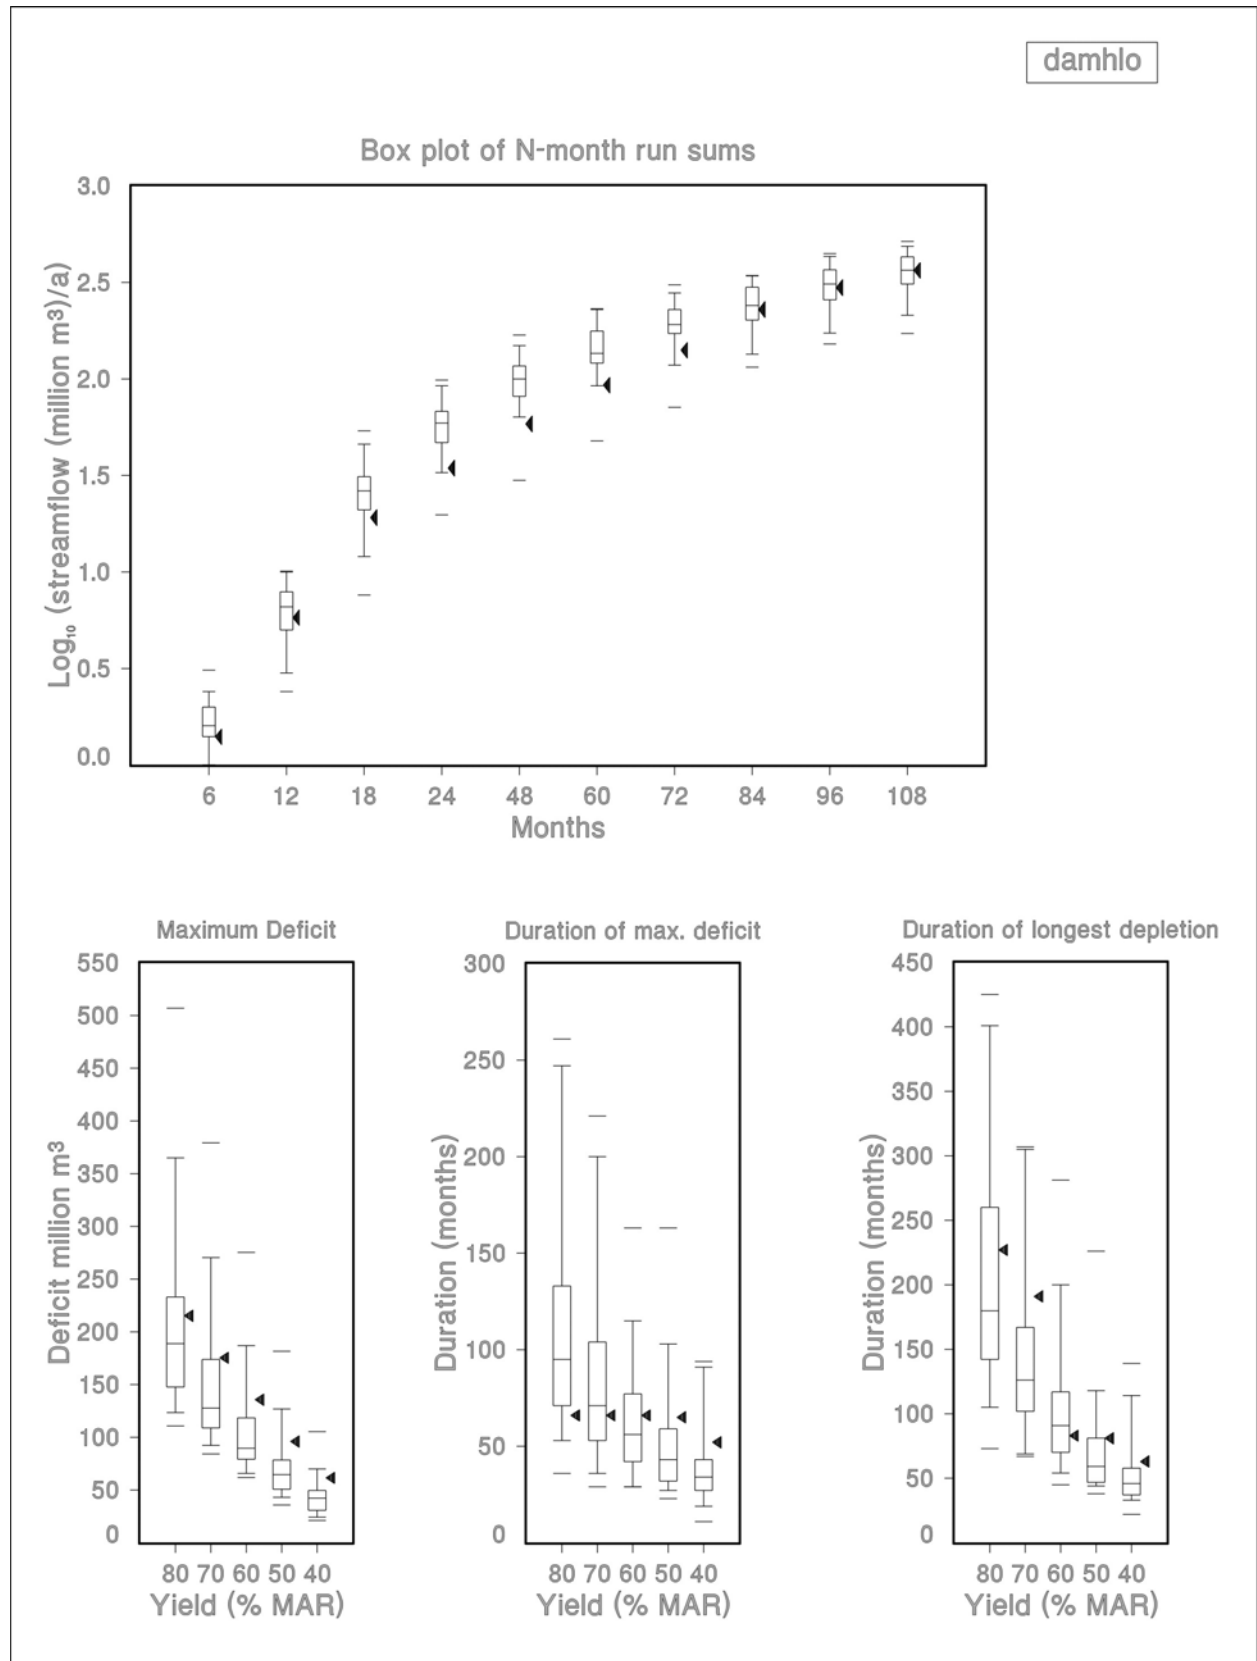 damhlo
Box plot of N-month run sums
Log₁₀ (streamflow (million m³)/a)
3.0
2.5
2.0
1.5
1.0
0.5
0.0
6 12 18 24 48 60 72 84 96 108
Months
Maximum Deficit
Deficit million m³
550
500
450
400
350
300
250
200
150
100
50
0
80 70 60 50 40
Yield (% MAR)
Duration of max. deficit
Duration (months)
300
250
200
150
100
50
0
80 70 60 50 40
Yield (% MAR)
Duration of longest depletion
Duration (months)
450
400
350
300
250
200
150
100
50
0
80 70 60 50 40
Yield (% MAR)